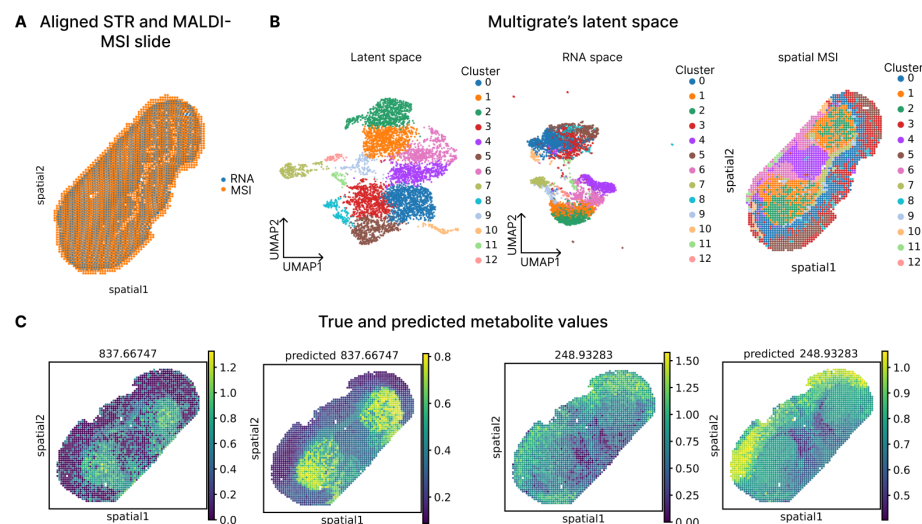 A Aligned STR and MALDI-
MSI slide
spatial2
RNA
MSI
spatial1
B Multigrate's latent space
Latent space
Cluster
0
1
2
3
4
5
6
7
8
9
10
11
12
UMAP2
UMAP1
RNA space
Cluster
0
1
2
3
4
5
6
7
8
9
10
11
12
UMAP2
UMAP1
spatial MSI
Cluster
0
1
2
3
4
5
6
7
8
9
10
11
12
spatial2
spatial1
C True and predicted metabolite values
837.66747
spatial2
spatial1
1.2
1.0
0.8
0.6
0.4
0.2
0.0
predicted 837.66747
spatial2
spatial1
0.8
0.6
0.4
0.2
248.93283
spatial2
spatial1
1.50
1.25
1.00
0.75
0.50
0.25
0.00
predicted 248.93283
spatial2
spatial1
1.0
0.9
0.8
0.7
0.6
0.5